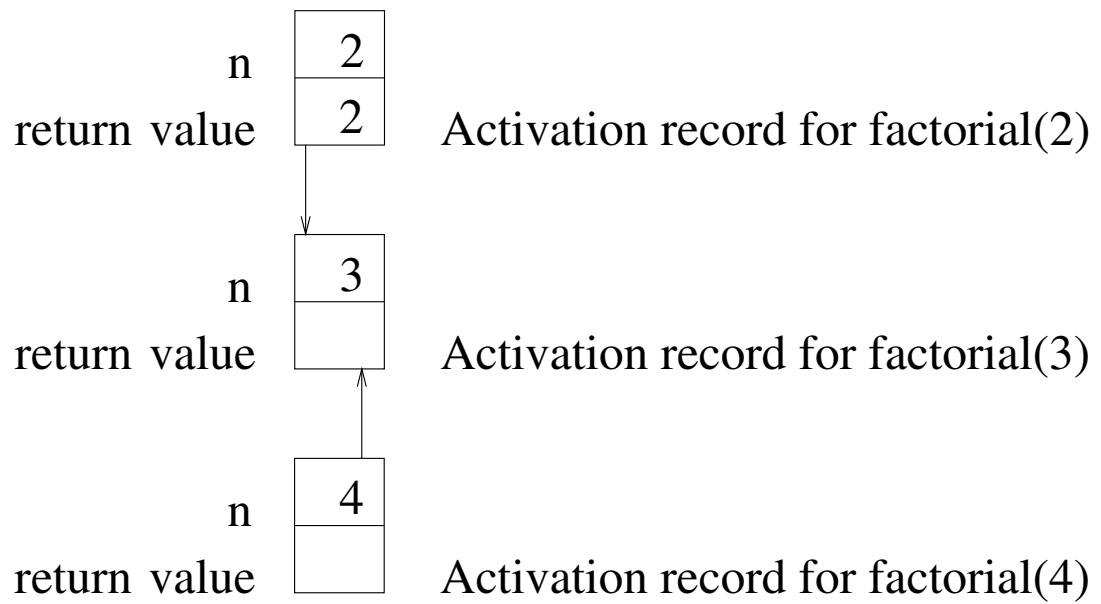 n 2
return value 2 Activation record for factorial(2)
n 3
return value Activation record for factorial(3)
n 4
return value Activation record for factorial(4)